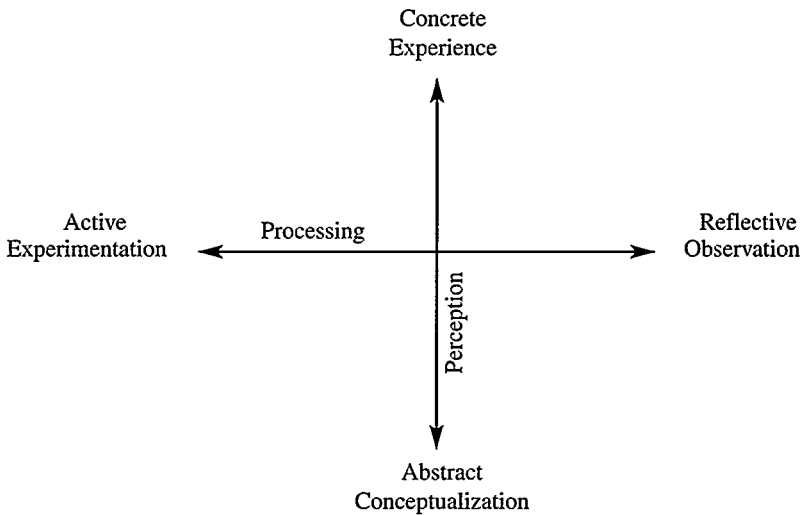 Concrete
Experience
Active
Experimentation
Processing
Reflective
Observation
Perception
Abstract
Conceptualization